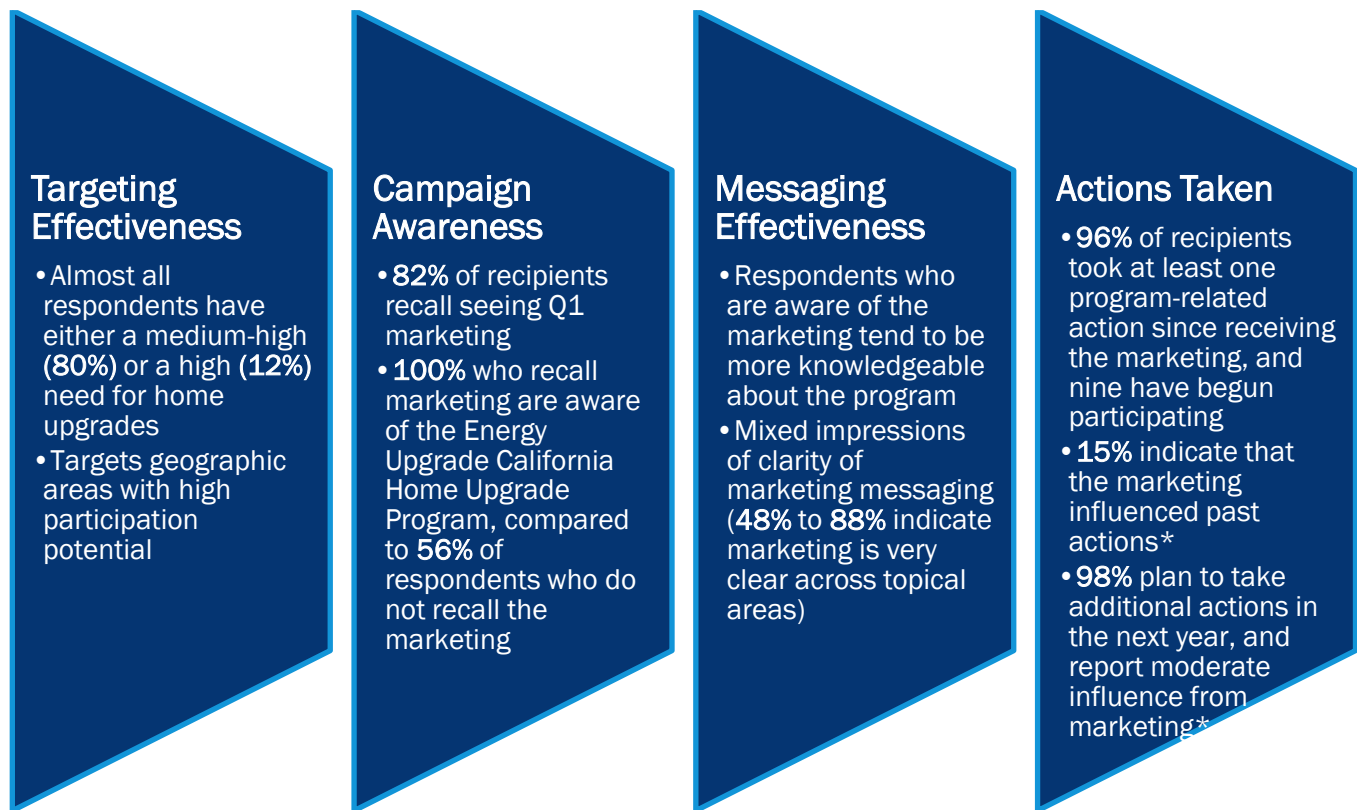 Targeting
Effectiveness
•Almost all
respondents have
either a medium-high
(80%) or a high (12%)
need for home
upgrades
•Targets geographic
areas with high
participation
potential
Campaign
Awareness
•82% of recipients
recall seeing Q1
marketing
•100% who recall
marketing are aware
of the Energy
Upgrade California
Home Upgrade
Program, compared
to 56% of
respondents who do
not recall the
marketing
Messaging
Effectiveness
•Respondents who
are aware of the
marketing tend to be
more knowledgeable
about the program
•Mixed impressions
of clarity of
marketing messaging
(48% to 88% indicate
marketing is very
clear across topical
areas)
Actions Taken
•96% of recipients
took at least one
program-related
action since receiving
the marketing, and
nine have begun
participating
•15% indicate that
the marketing
influenced past
actions*
•98% plan to take
additional actions in
the next year, and
report moderate
influence from
marketing*